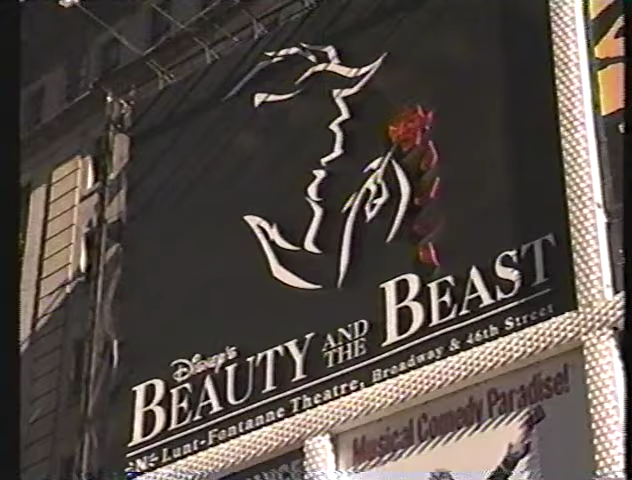 Disney's
BEAUTY AND THE BEAST
Lunt-Fontanne Theatre, Broadway & 46th Street
Musical Comedy Paradise!